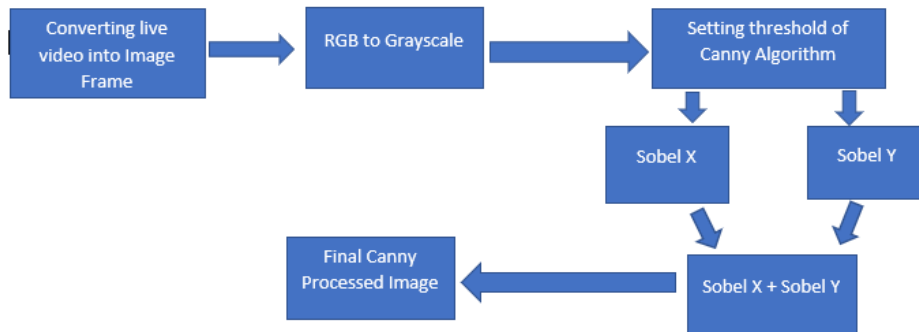 Converting live
video into Image
Frame
RGB to Grayscale
Setting threshold of
Canny Algorithm
Sobel X
Sobel Y
Sobel X + Sobel Y
Final Canny
Processed Image